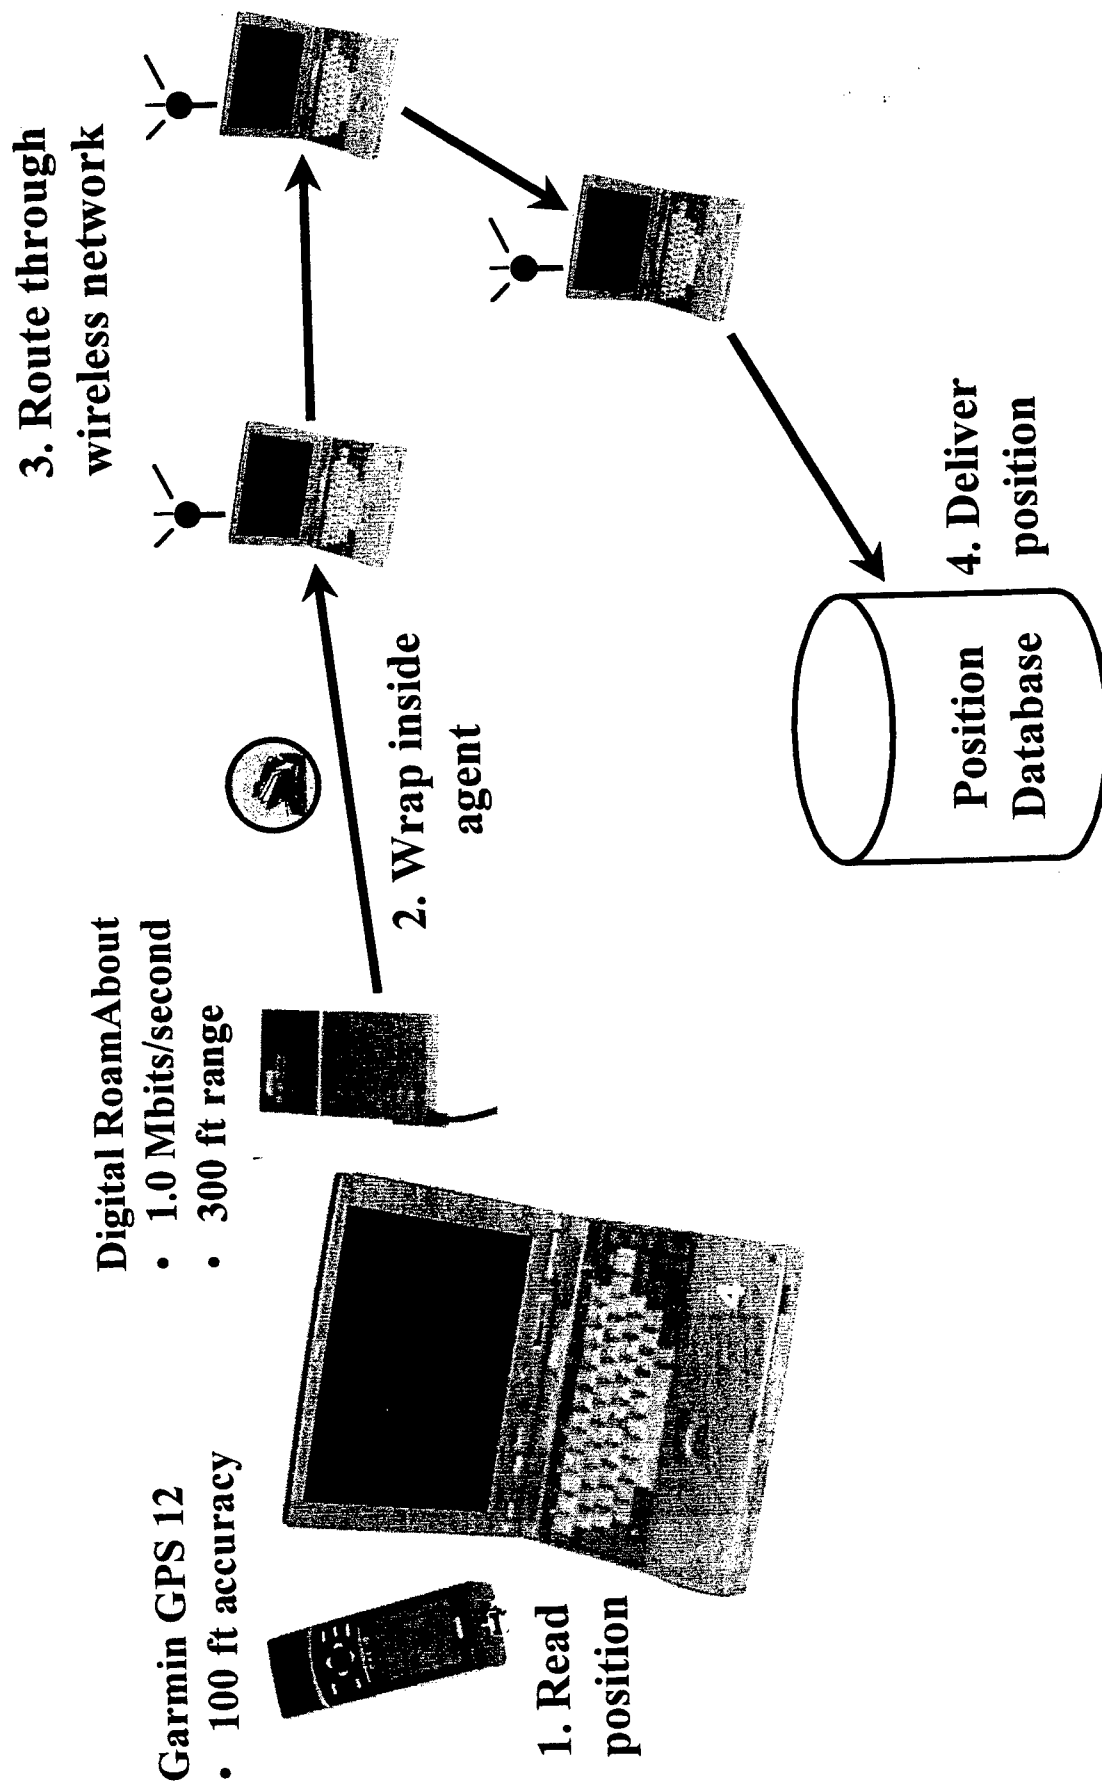 Garmin GPS 12
• 100 ft accuracy
1. Read
position
Digital RoamAbout
• 1.0 Mbits/second
• 300 ft range
2. Wrap inside
agent
3. Route through
wireless network
4. Deliver
position
Position
Database